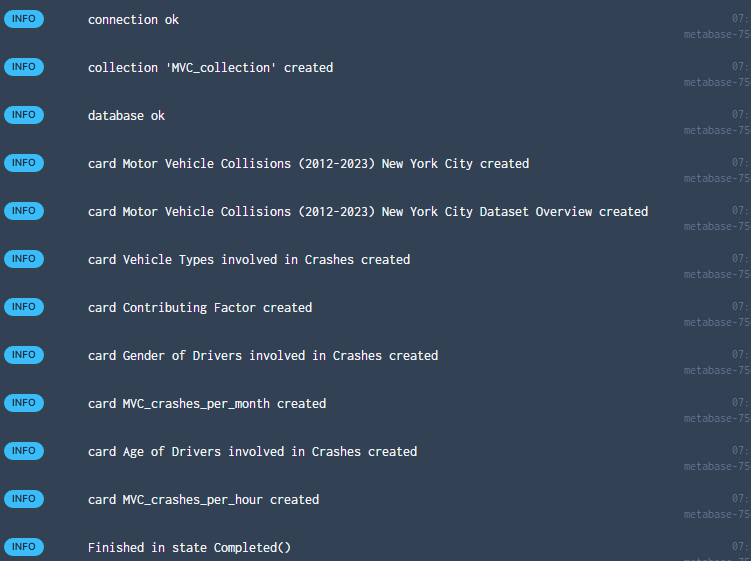 INFO connection ok 07:
metabase-75
INFO collection 'MVC_collection' created 07:
metabase-75
INFO database ok 07:
metabase-75
INFO card Motor Vehicle Collisions (2012-2023) New York City created 07:
metabase-75
INFO card Motor Vehicle Collisions (2012-2023) New York City Dataset Overview created 07:
metabase-75
INFO card Vehicle Types involved in Crashes created 07:
metabase-75
INFO card Contributing Factor created 07:
metabase-75
INFO card Gender of Drivers involved in Crashes created 07:
metabase-75
INFO card MVC_crashes_per_month created 07:
metabase-75
INFO card Age of Drivers involved in Crashes created 07:
metabase-75
INFO card MVC_crashes_per_hour created 07:
metabase-75
INFO Finished in state Completed() 07:
metabase-75